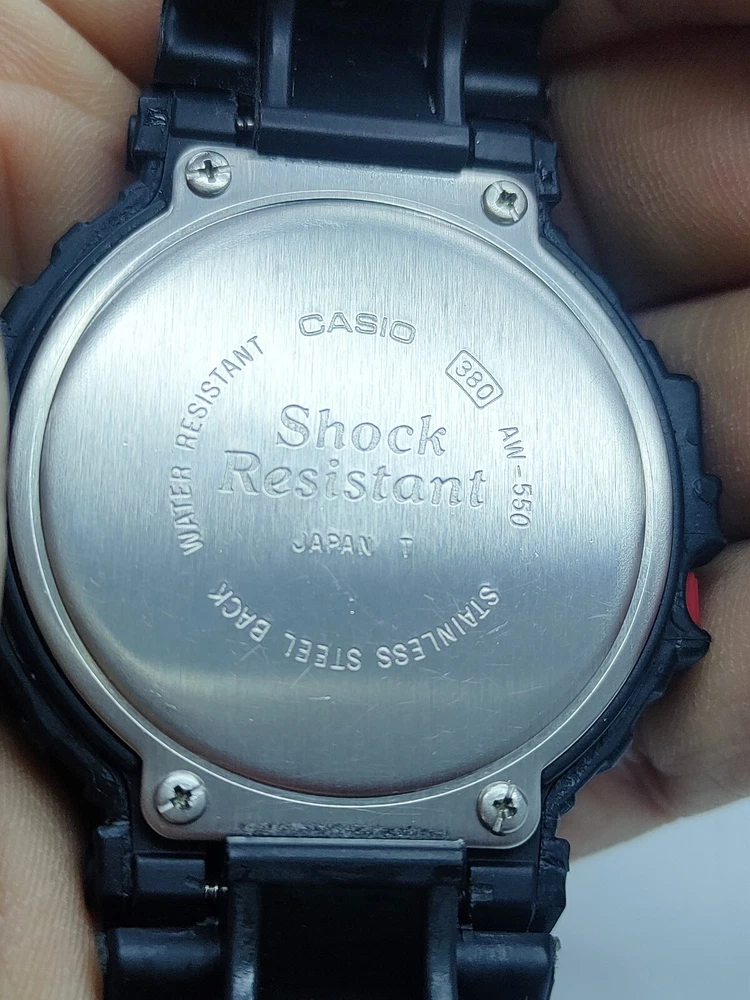 CASIO
380
AW-550
WATER RESISTANT
Shock
Resistant
JAPAN T
STAINLESS STEEL BACK